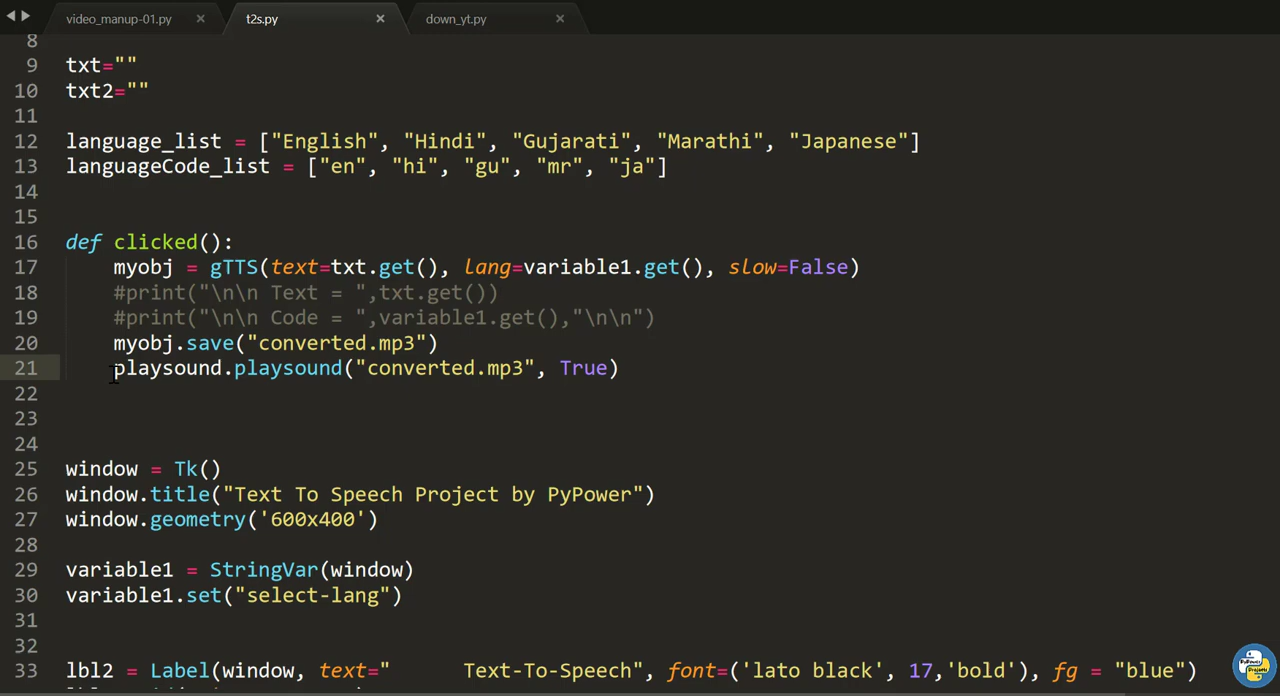 video_manup-01.py × t2s.py × down_yt.py ×
8
9 txt=""
10 txt2=""
11
12 language_list = ["English", "Hindi", "Gujarati", "Marathi", "Japanese"]
13 languageCode_list = ["en", "hi", "gu", "mr", "ja"]
14
15
16 def clicked():
17 myobj = gTTS(text=txt.get(), lang=variable1.get(), slow=False)
18 #print("\n\n Text = ",txt.get())
19 #print("\n\n Code = ",variable1.get(),"\n\n")
20 myobj.save("converted.mp3")
21 playsound.playsound("converted.mp3", True)
22
23
24
25 window = Tk()
26 window.title("Text To Speech Project by PyPower")
27 window.geometry('600x400')
28
29 variable1 = StringVar(window)
30 variable1.set("select-lang")
31
32
33 lbl2 = Label(window, text="      Text-To-Speech", font=('lato black', 17,'bold'), fg = "blue")
PyPower
Projects